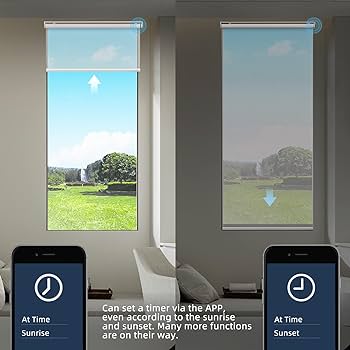 At Time
Sunrise
At Time
Sunset
Can set a timer via the APP,
even according to the sunrise
and sunset. Many more functions
are on their way.